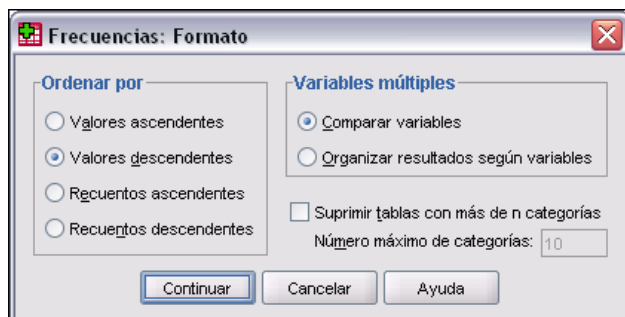 Frecuencias: Formato
Ordenar por
Valores ascendentes
Valores descendentes
Recuentos ascendentes
Recuentos descendentes
Variables múltiples
Comparar variables
Organizar resultados según variables
Suprimir tablas con más de n categorías
Número máximo de categorías: 10
Continuar
Cancelar
Ayuda